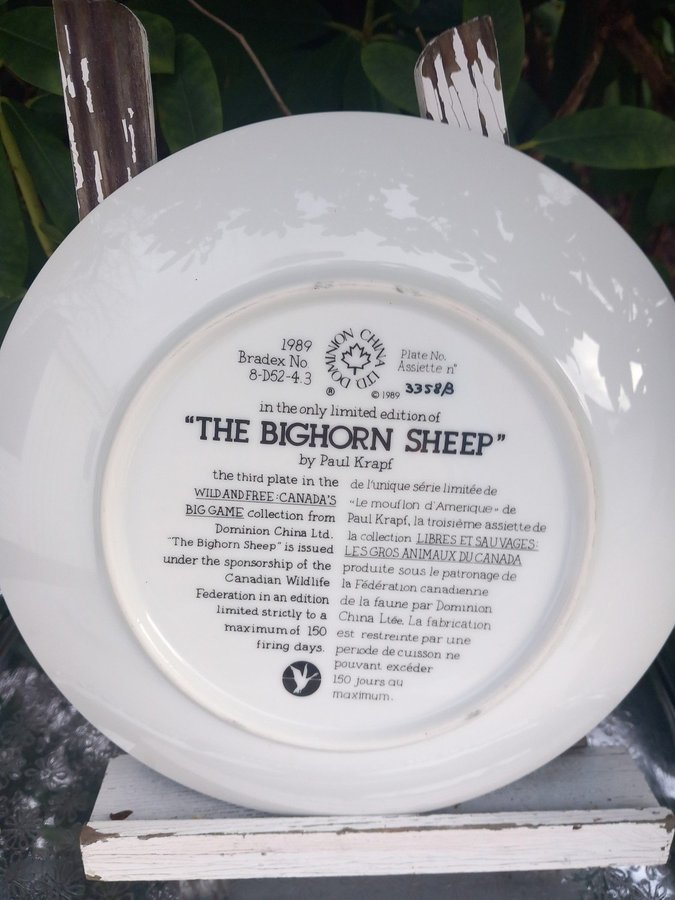 1989
Bradex No
8-D52-4.3
DOMINION CHINA LTD
®
© 1989
Plate No.
Assiette n°
3358B
in the only limited edition of
"THE BIGHORN SHEEP"
by Paul Krapf
the third plate in the
WILD AND FREE: CANADA'S
BIG GAME collection from
Dominion China Ltd.
"The Bighorn Sheep" is issued
under the sponsorship of the
Canadian Wildlife
Federation in an edition
limited strictly to a
maximum of 150
firing days.
de l'unique série limitée de
«Le mouflon d'Amerique» de
Paul Krapf, la troisième assiette de
la collection LIBRES ET SAUVAGES:
LES GROS ANIMAUX DU CANADA
produite sous le patronage de
la Fédération canadienne
de la faune par Dominion
China Ltée. La fabrication
est restreinte par une
periode de cuisson ne
pouvant excéder
150 jours au
maximum.